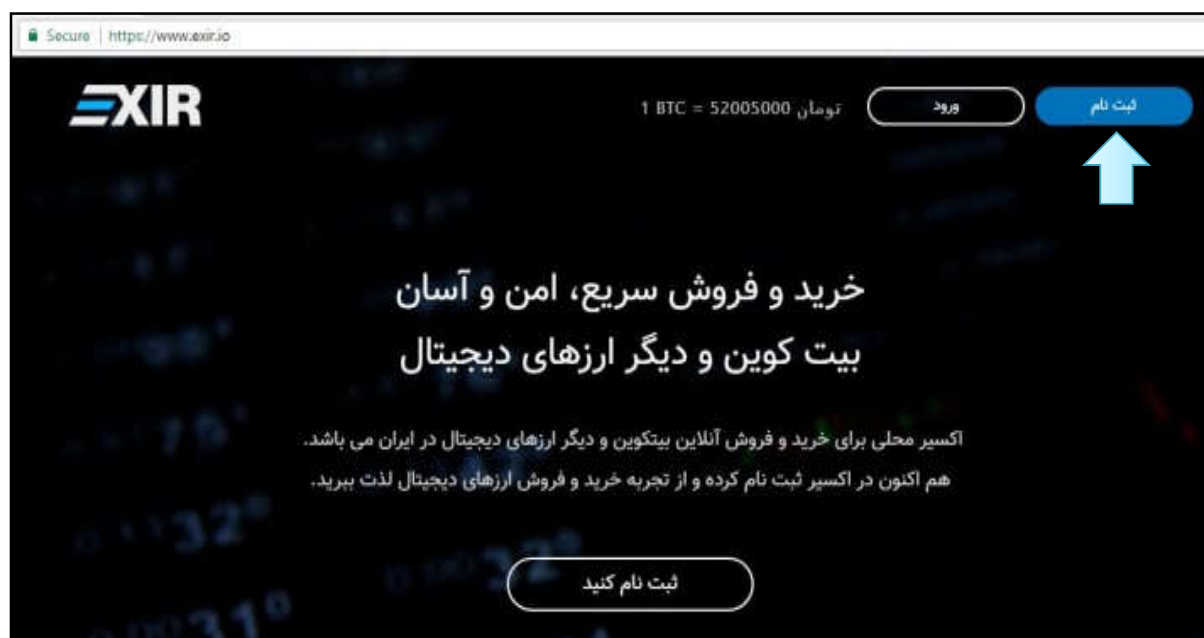 Secure | https://www.exir.io
EXIR
1 BTC = 52005000 تومان
ورود
ثبت نام
خرید و فروش سریع، امن و آسان
بیت کوین و دیگر ارزهای دیجیتال
اکسیر محلی برای خرید و فروش آنلاین بیتکوین و دیگر ارزهای دیجیتال در ایران می باشد.
هم اکنون در اکسیر ثبت نام کرده و از تجربه خرید و فروش ارزهای دیجیتال لذت ببرید.
ثبت نام کنید